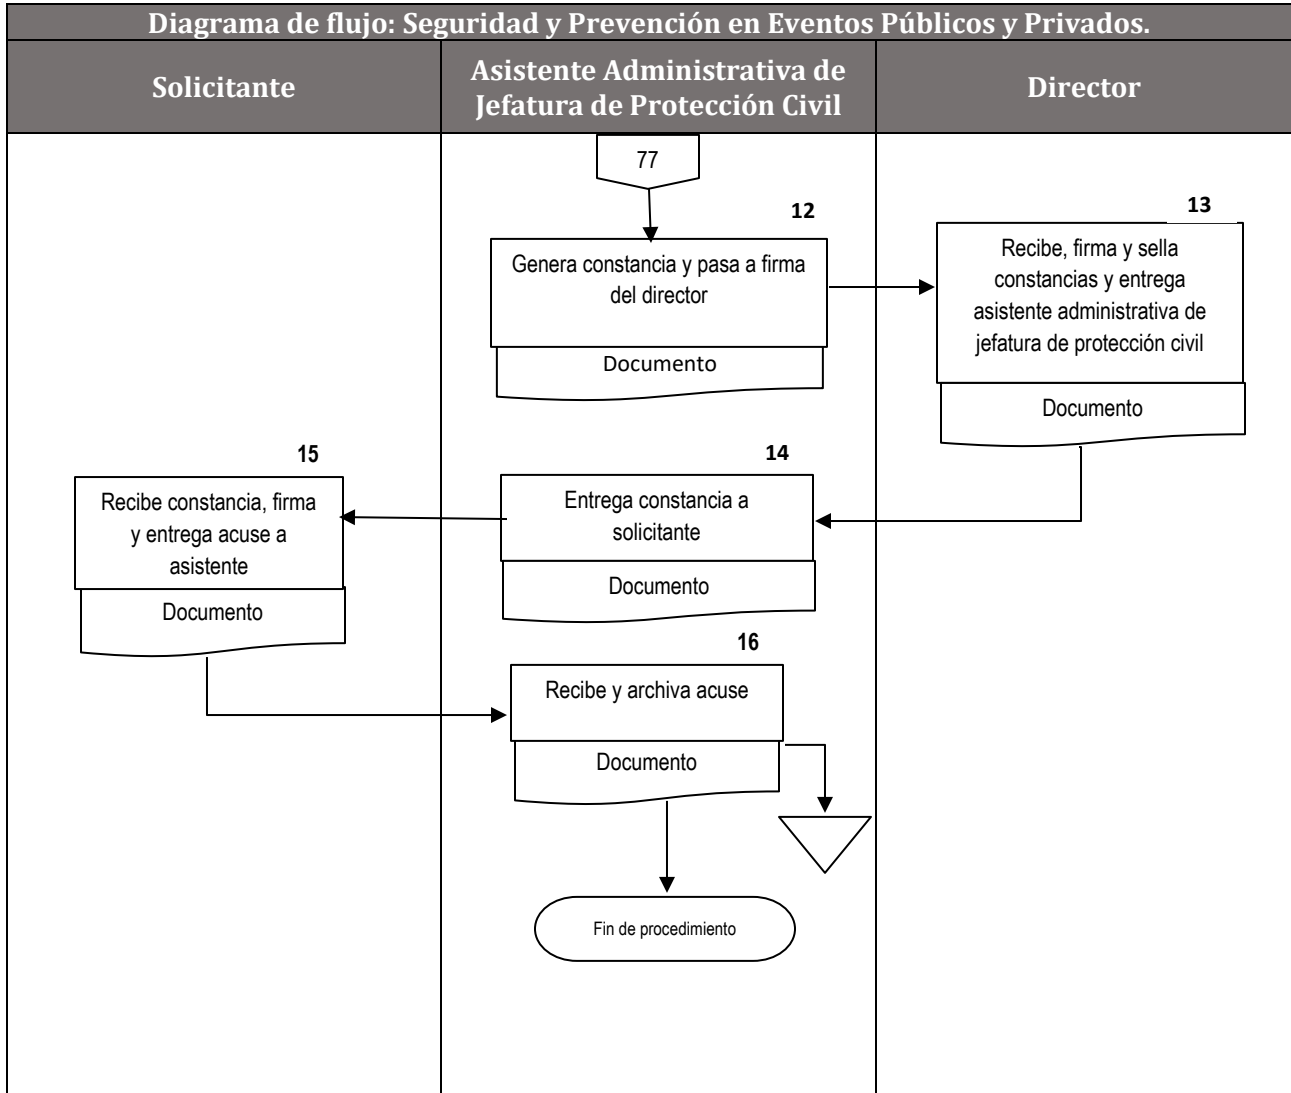 Diagrama de flujo: Seguridad y Prevención en Eventos Públicos y Privados.
Solicitante
Asistente Administrativa de
Jefatura de Protección Civil
Director
77
12
Genera constancia y pasa a firma
del director
Documento
13
Recibe, firma y sella
constancias y entrega
asistente administrativa de
jefatura de protección civil
Documento
14
Entrega constancia a
solicitante
Documento
15
Recibe constancia, firma
y entrega acuse a
asistente
Documento
16
Recibe y archiva acuse
Documento
Fin de procedimiento